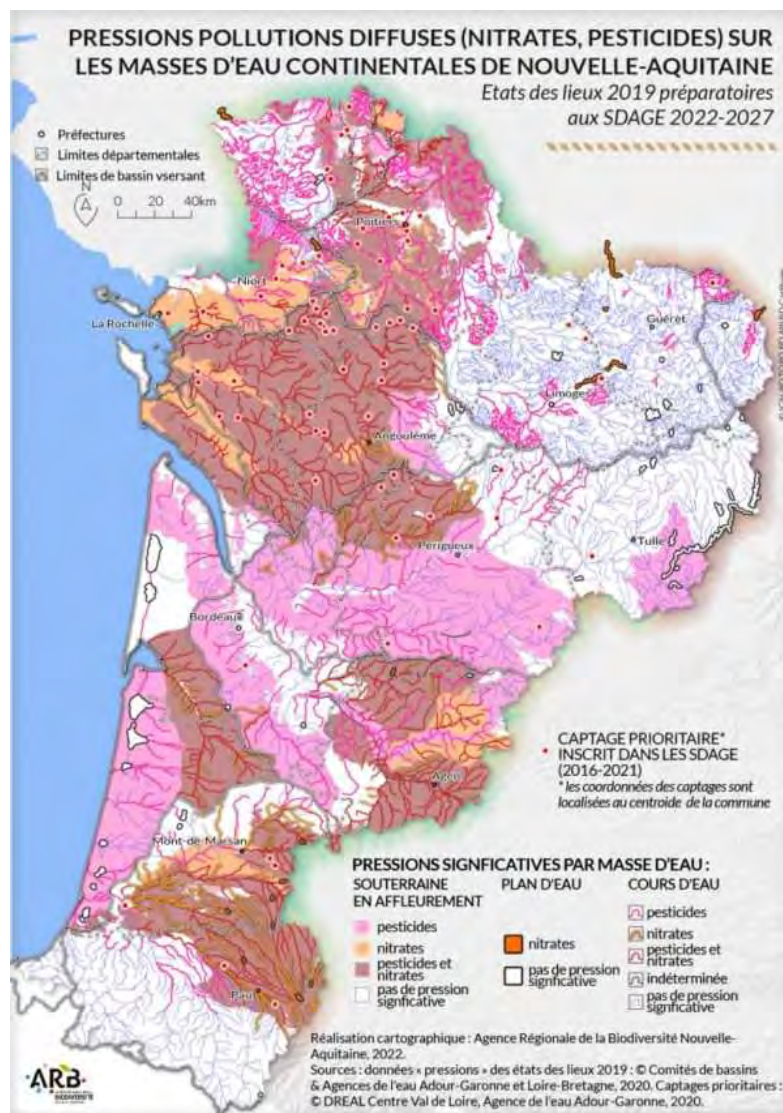 PRESSIONS POLLUTIONS DIFFUSES (NITRATES, PESTICIDES) SUR
LES MASSES D'EAU CONTINENTALES DE NOUVELLE-AQUITAINE
Etats des lieux 2019 préparatoires
aux SDAGE 2022-2027
Préfectures
Limites départementales
Limites de bassin vsersant
N
0 20 40km
Poitiers
Niort
La Rochelle
Guéret
Limoges
Angoulême
Périgueux
Tulle
Bordeaux
Agen
Mont-de-Marsan
Pau
CAPTAGE PRIORITAIRE*
INSCRIT DANS LES SDAGE
(2016-2021)
* les coordonnées des captages sont
localisées au centroide de la commune
PRESSIONS SIGNFICATIVES PAR MASSE D'EAU :
SOUTERRAINE
EN AFFLEUREMENT
pesticides
nitrates
pesticides et
nitrates
pas de pression
signficative
PLAN D'EAU
nitrates
pas de pression
signficative
COURS D'EAU
pesticides
nitrates
pesticides et
nitrates
indéterminée
pas de pression
signficative
Réalisation cartographique : Agence Régionale de la Biodiversité Nouvelle-
Aquitaine, 2022.
Sources : données « pressions » des états des lieux 2019 : © Comités de bassins
& Agences de l'eau Adour-Garonne et Loire-Bretagne, 2020. Captages prioritaires :
© DREAL Centre Val de Loire, Agence de l'eau Adour-Garonne, 2020.
ARB
BIODIVERSITÉ